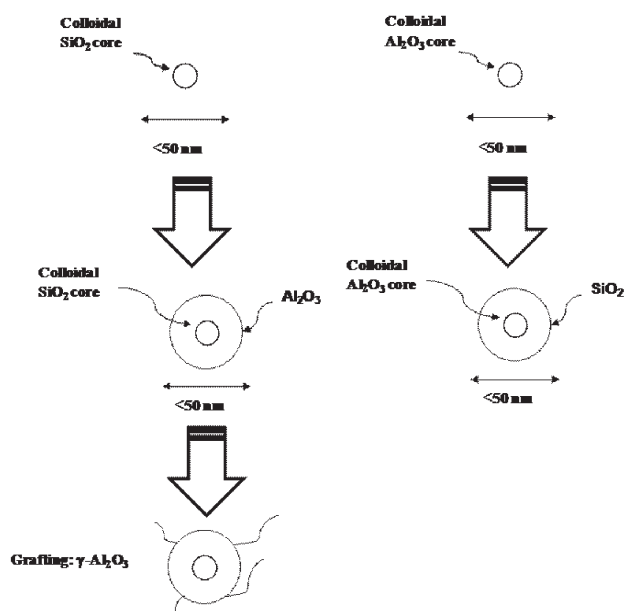 Colloidal
SiO₂ core
<50 nm
Colloidal
SiO₂ core
Al₂O₃
<50 nm
Grafting: γ-Al₂O₃
Colloidal
Al₂O₃ core
<50 nm
Colloidal
Al₂O₃ core
SiO₂
<50 nm